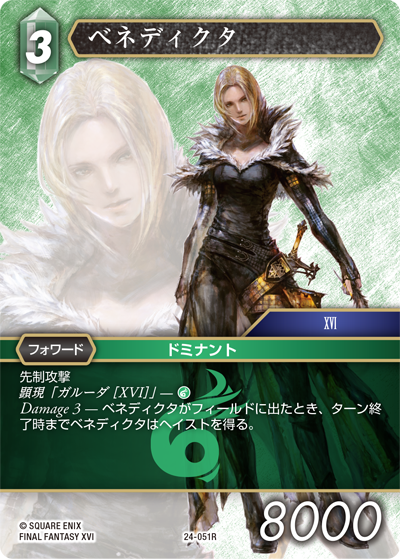 3
ベネディクタ
XVI
フォワード
ドミナント
先制攻撃
顕現「ガルーダ [XVI]」―
Damage 3 ― ベネディクタがフィールドに出たとき、ターン終
了時までベネディクタはヘイストを得る。
6
© SQUARE ENIX
FINAL FANTASY XVI
24-051R
8000